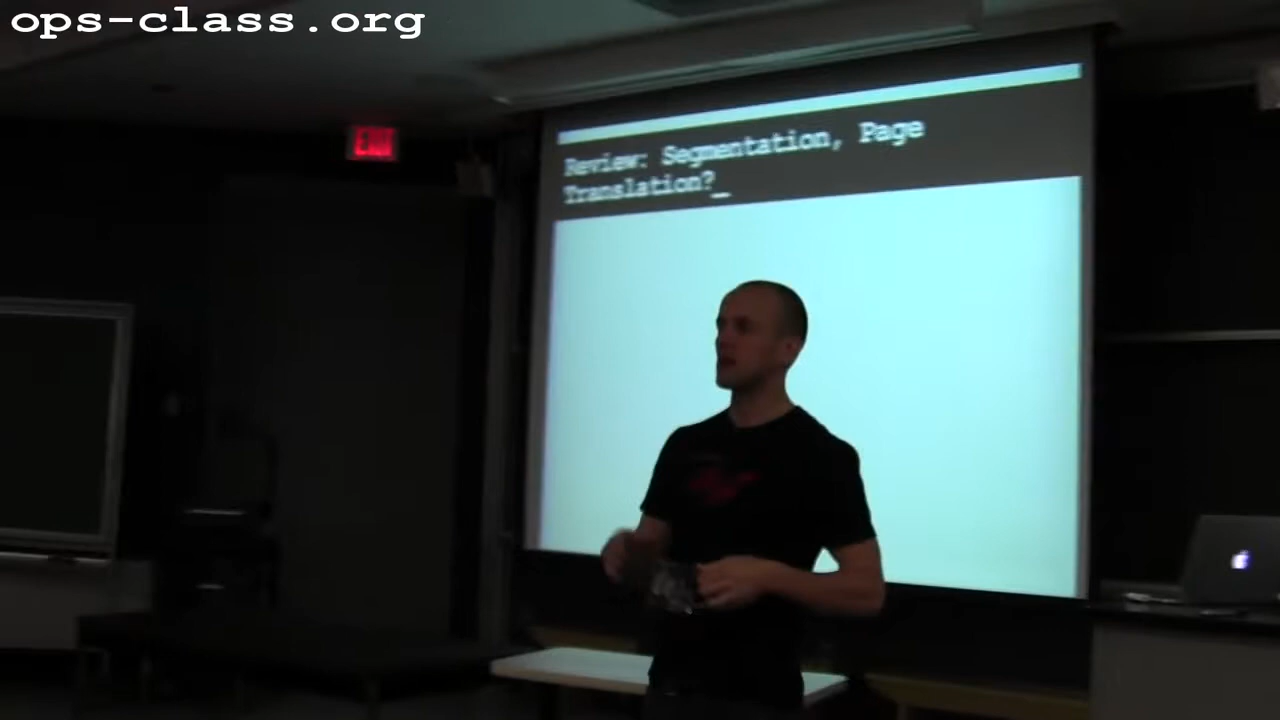 ops-class.org
EXIT
Review: Segmentation, Page
Translation?_